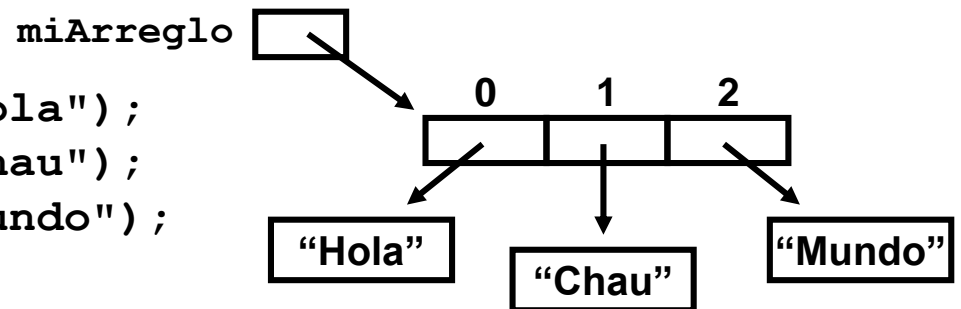 miArreglo
ola");
hau");
undo");
0 1 2
“Hola”
“Chau”
“Mundo”